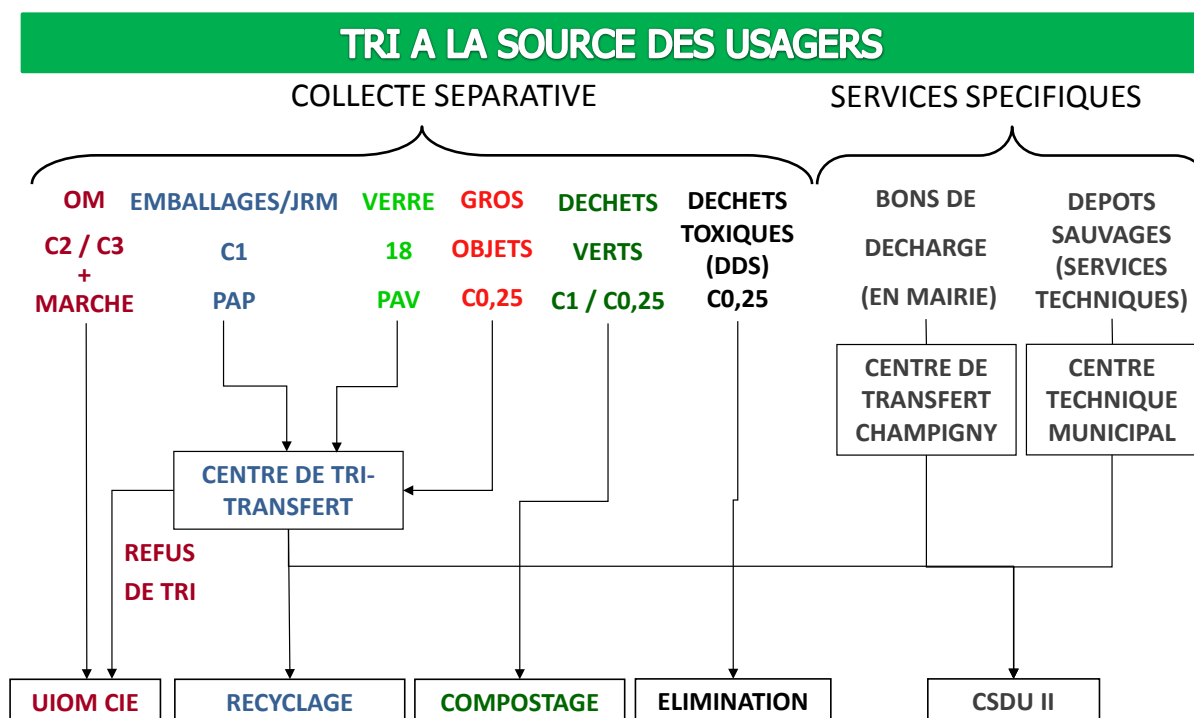 TRI A LA SOURCE DES USAGERS
COLLECTE SEPARATIVE
SERVICES SPECIFIQUES
OM
C2 / C3
+
MARCHE
EMBALLAGES/JRM
C1
PAP
VERRE
18
PAV
GROS
OBJETS
C0,25
DECHETS
VERTS
C1 / C0,25
DECHETS
TOXIQUES
(DDS)
C0,25
BONS DE
DECHARGE
(EN MAIRIE)
DEPOTS
SAUVAGES
(SERVICES
TECHNIQUES)
CENTRE DE
TRANSFERT
CHAMPIGNY
CENTRE
TECHNIQUE
MUNICIPAL
CENTRE DE TRI-
TRANSFERT
REFUS
DE TRI
UIOM CIE
RECYCLAGE
COMPOSTAGE
ELIMINATION
CSDU II